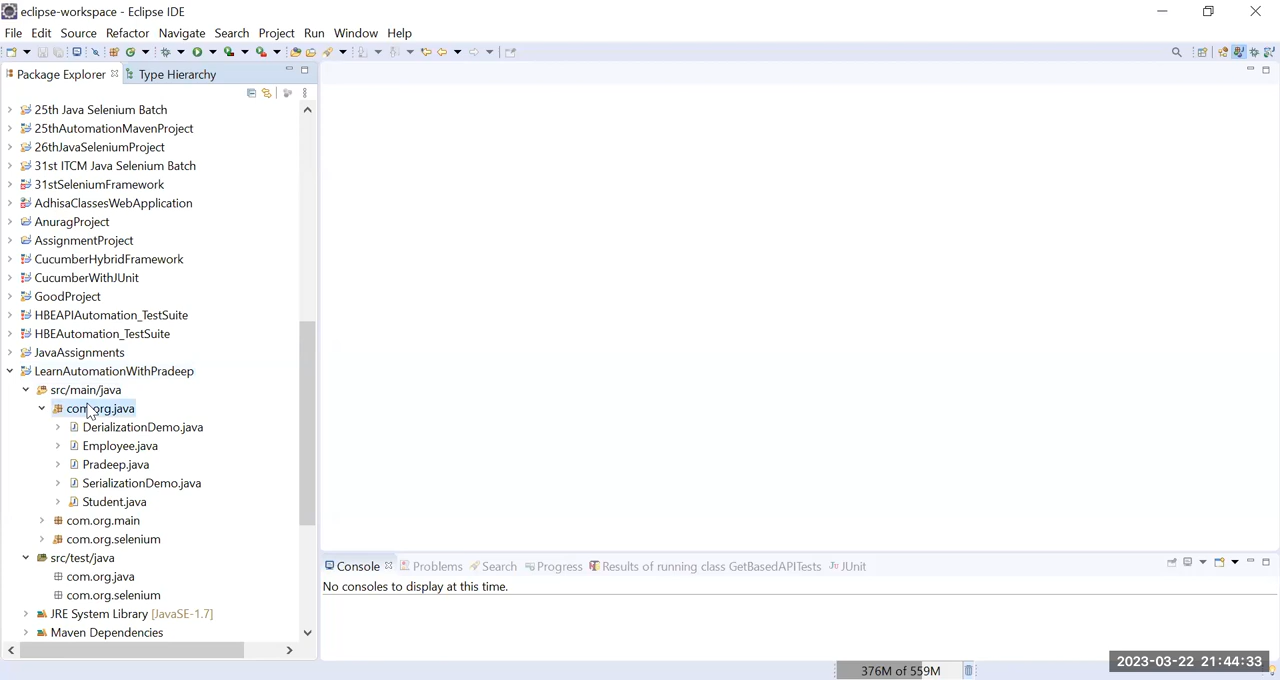 eclipse-workspace - Eclipse IDE
File Edit Source Refactor Navigate Search Project Run Window Help
Package Explorer Type Hierarchy
25th Java Selenium Batch
25thAutomationMavenProject
26thJavaSeleniumProject
31st ITCM Java Selenium Batch
31stSeleniumFramework
AdhisaClassesWebApplication
AnuragProject
AssignmentProject
CucumberHybridFramework
CucumberWithJUnit
GoodProject
HBEAPIAutomation_TestSuite
HBEAutomation_TestSuite
JavaAssignments
LearnAutomationWithPradeep
src/main/java
com.org.java
DerializationDemo.java
Employee.java
Pradeep.java
SerializationDemo.java
Student.java
com.org.main
com.org.selenium
src/test/java
com.org.java
com.org.selenium
JRE System Library [JavaSE-1.7]
Maven Dependencies
Console Problems Search Progress Results of running class GetBasedAPITests JUnit
No consoles to display at this time.
376M of 559M
2023-03-22 21:44:33